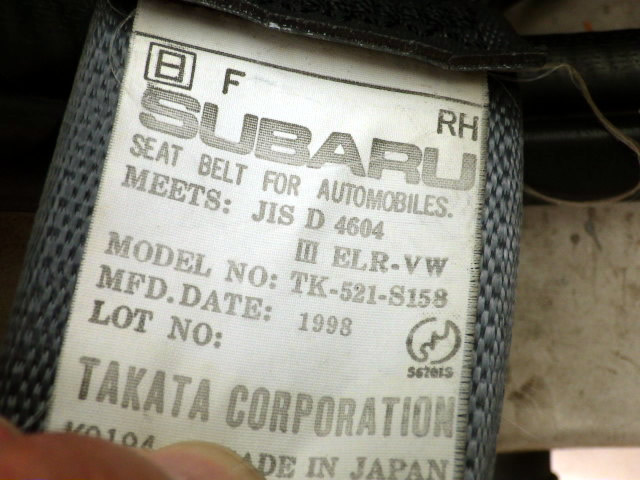 B F
RH
SUBARU
SEAT BELT FOR AUTOMOBILES.
MEETS: JIS D 4604
III ELR-VW
MODEL NO: TK-521-S158
MFD.DATE: 1998
LOT NO:
TAKATA CORPORATION
ADE IN JAPAN